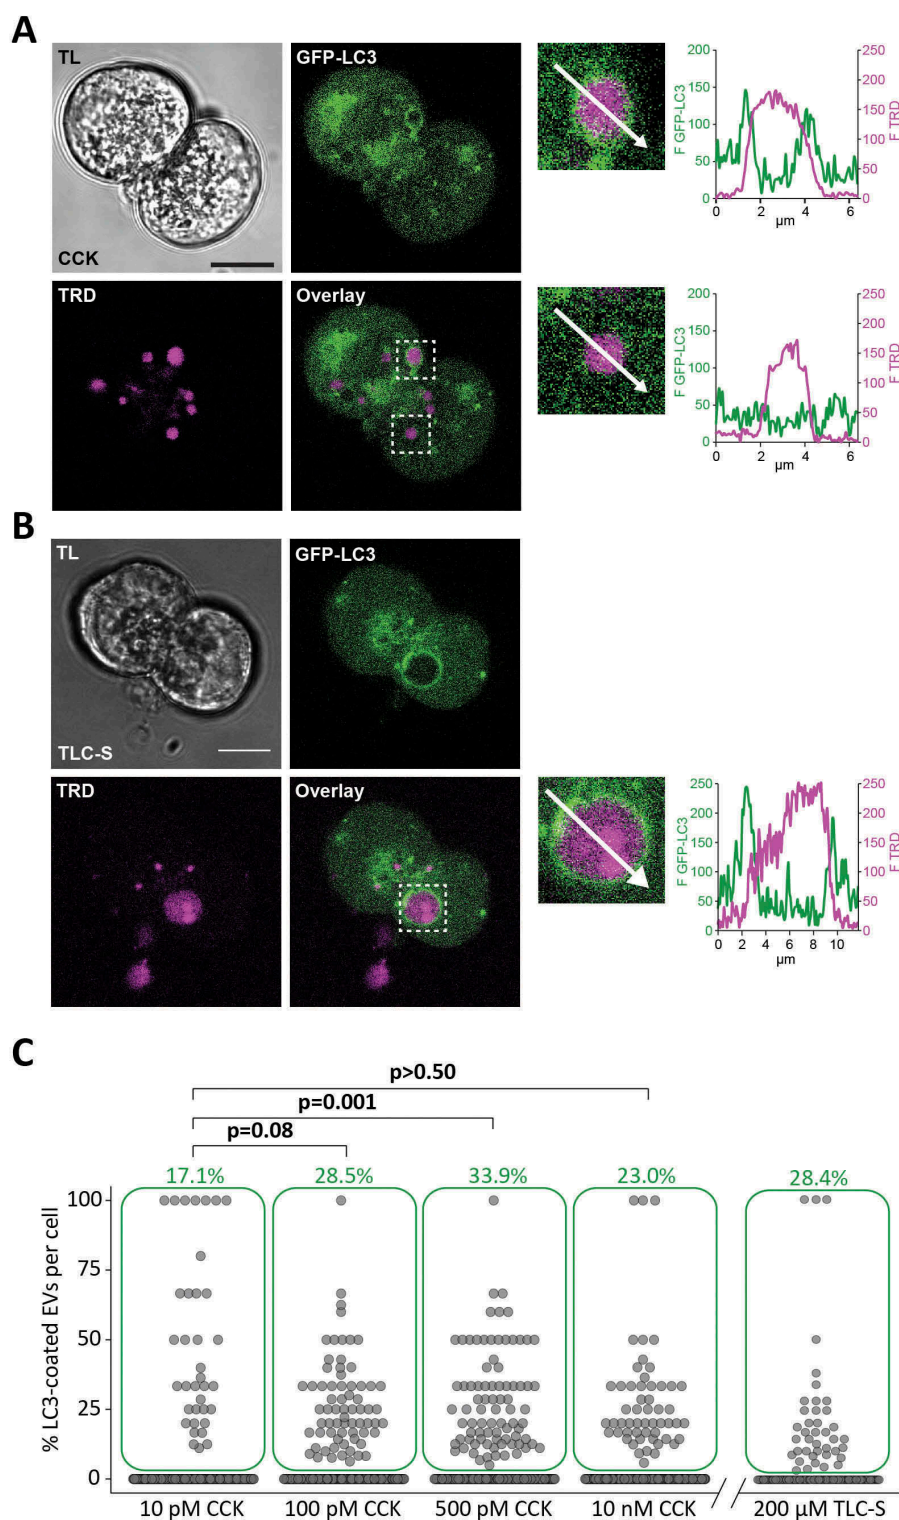 A
TL
CCK
GFP-LC3
TRD
Overlay
F GFP-LC3
200
150
100
50
0
250
200
150
100
50
0
F TRD
0 2 4 6
µm
F GFP-LC3
200
150
100
50
0
250
200
150
100
50
0
F TRD
0 2 4 6
µm
B
TL
TLC-S
GFP-LC3
TRD
Overlay
F GFP-LC3
250
200
150
100
50
0
250
200
150
100
50
0
F TRD
0 2 4 6 8 10
µm
C
p>0.50
p=0.001
p=0.08
17.1% 28.5% 33.9% 23.0% 28.4%
% LC3-coated EVs per cell
100
75
50
25
0
10 pM CCK 100 pM CCK 500 pM CCK 10 nM CCK 200 µM TLC-S